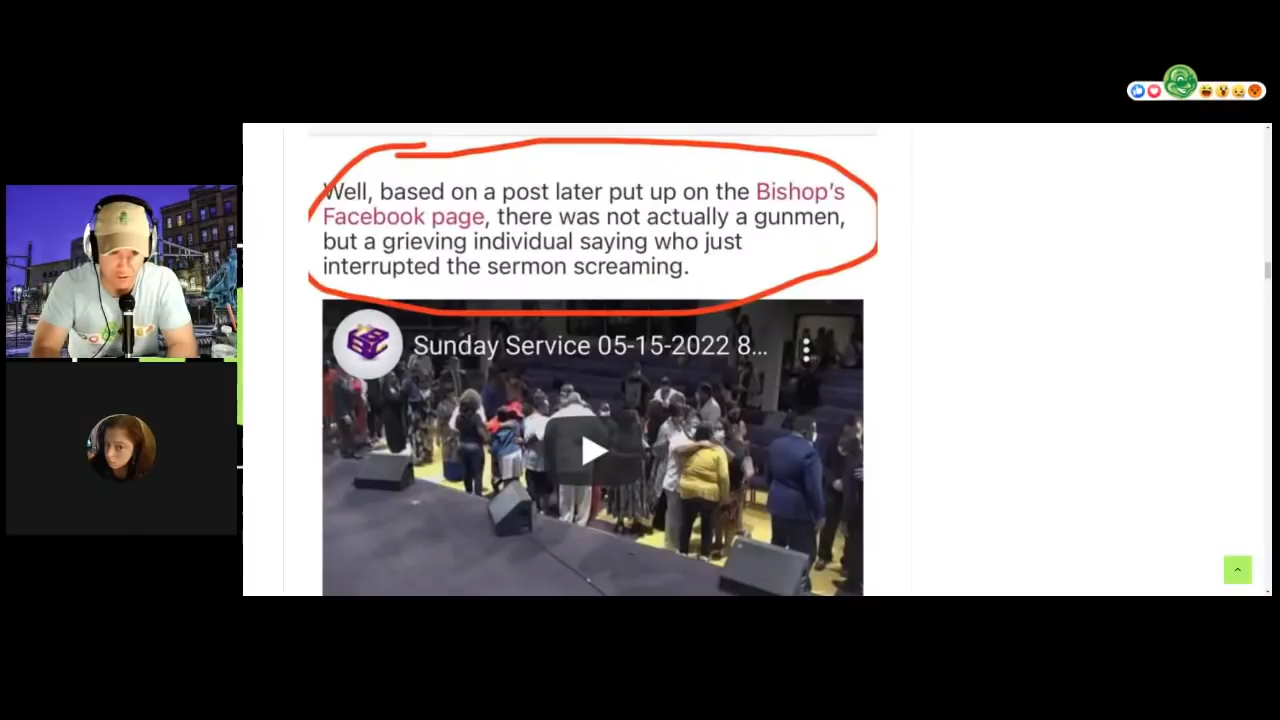 Well, based on a post later put up on the Bishop's
Facebook page, there was not actually a gunmen,
but a grieving individual saying who just
interrupted the sermon screaming.
Sunday Service 05-15-2022 8...